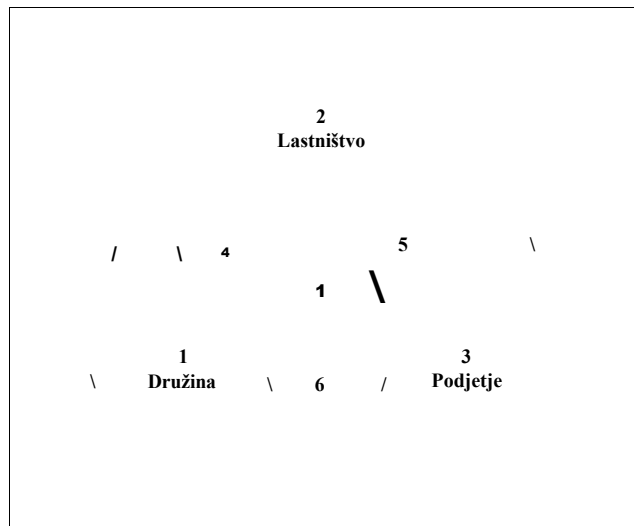 2
Lastništvo
/ \ 4 5 \
1 \
1 3
\ Družina \ 6 / Podjetje